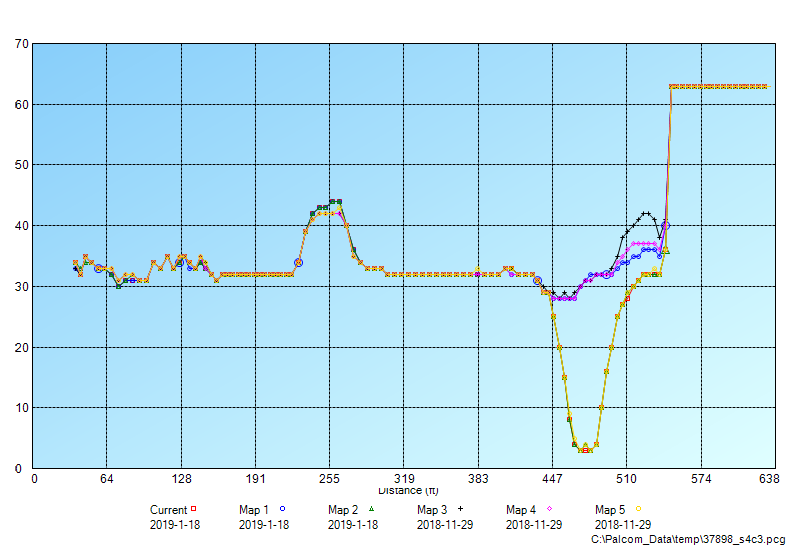 70
60
50
40
30
20
10
0
0 64 128 191 255 319 383 447 510 574 638
Distance (ft)
Current Map 1 Map 2 Map 3 Map 4 Map 5
2019-1-18 2019-1-18 2019-1-18 2018-11-29 2018-11-29 2018-11-29
C:\Palcom_Data\temp\37898_s4c3.pcg